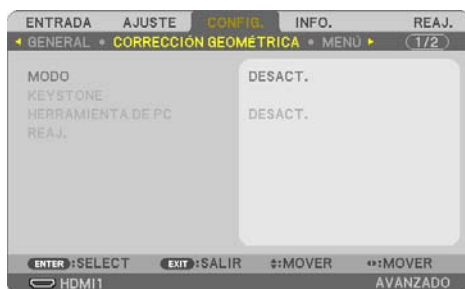 ENTRADA AJUSTE CONFIG. INFO. REAJ.
GENERAL • CORRECCIÓN GEOMÉTRICA • MENÚ (1/2)
MODO DESACT.
KEYSTONE
HERRAMIENTA DE PC DESACT.
REAJ.
ENTER :SELECT EXIT :SALIR :MOVER :MOVER
HDMI1 AVANZADO